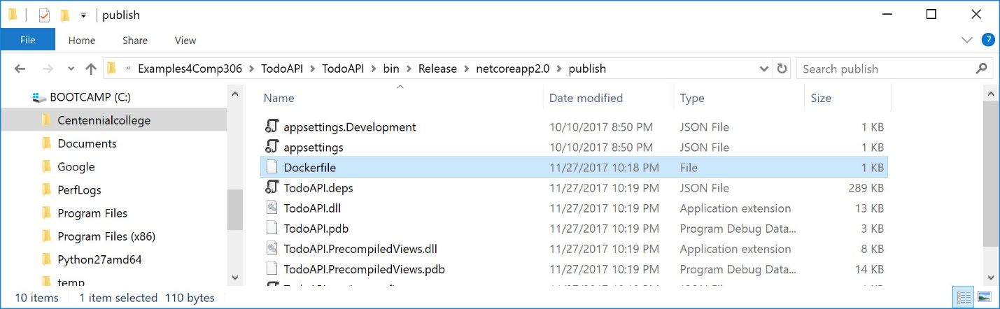 publish
File Home Share View
« Examples4Comp306 > TodoAPI > TodoAPI > bin > Release > netcoreapp2.0 > publish Search publish
BOOTCAMP (C:)
Centennialcollege
Documents
Google
PerfLogs
Program Files
Program Files (x86)
Python27amd64
temp
Name Date modified Type Size
appsettings.Development 10/10/2017 8:50 PM JSON File 1 KB
appsettings 10/10/2017 8:50 PM JSON File 1 KB
Dockerfile 11/27/2017 10:18 PM File 1 KB
TodoAPI.deps 11/27/2017 10:19 PM JSON File 289 KB
TodoAPI.dll 11/27/2017 10:19 PM Application extension 13 KB
TodoAPI.pdb 11/27/2017 10:19 PM Program Debug Data... 3 KB
TodoAPI.PrecompiledViews.dll 11/27/2017 10:19 PM Application extension 8 KB
TodoAPI.PrecompiledViews.pdb 11/27/2017 10:19 PM Program Debug Data... 14 KB
10 items 1 item selected 110 bytes